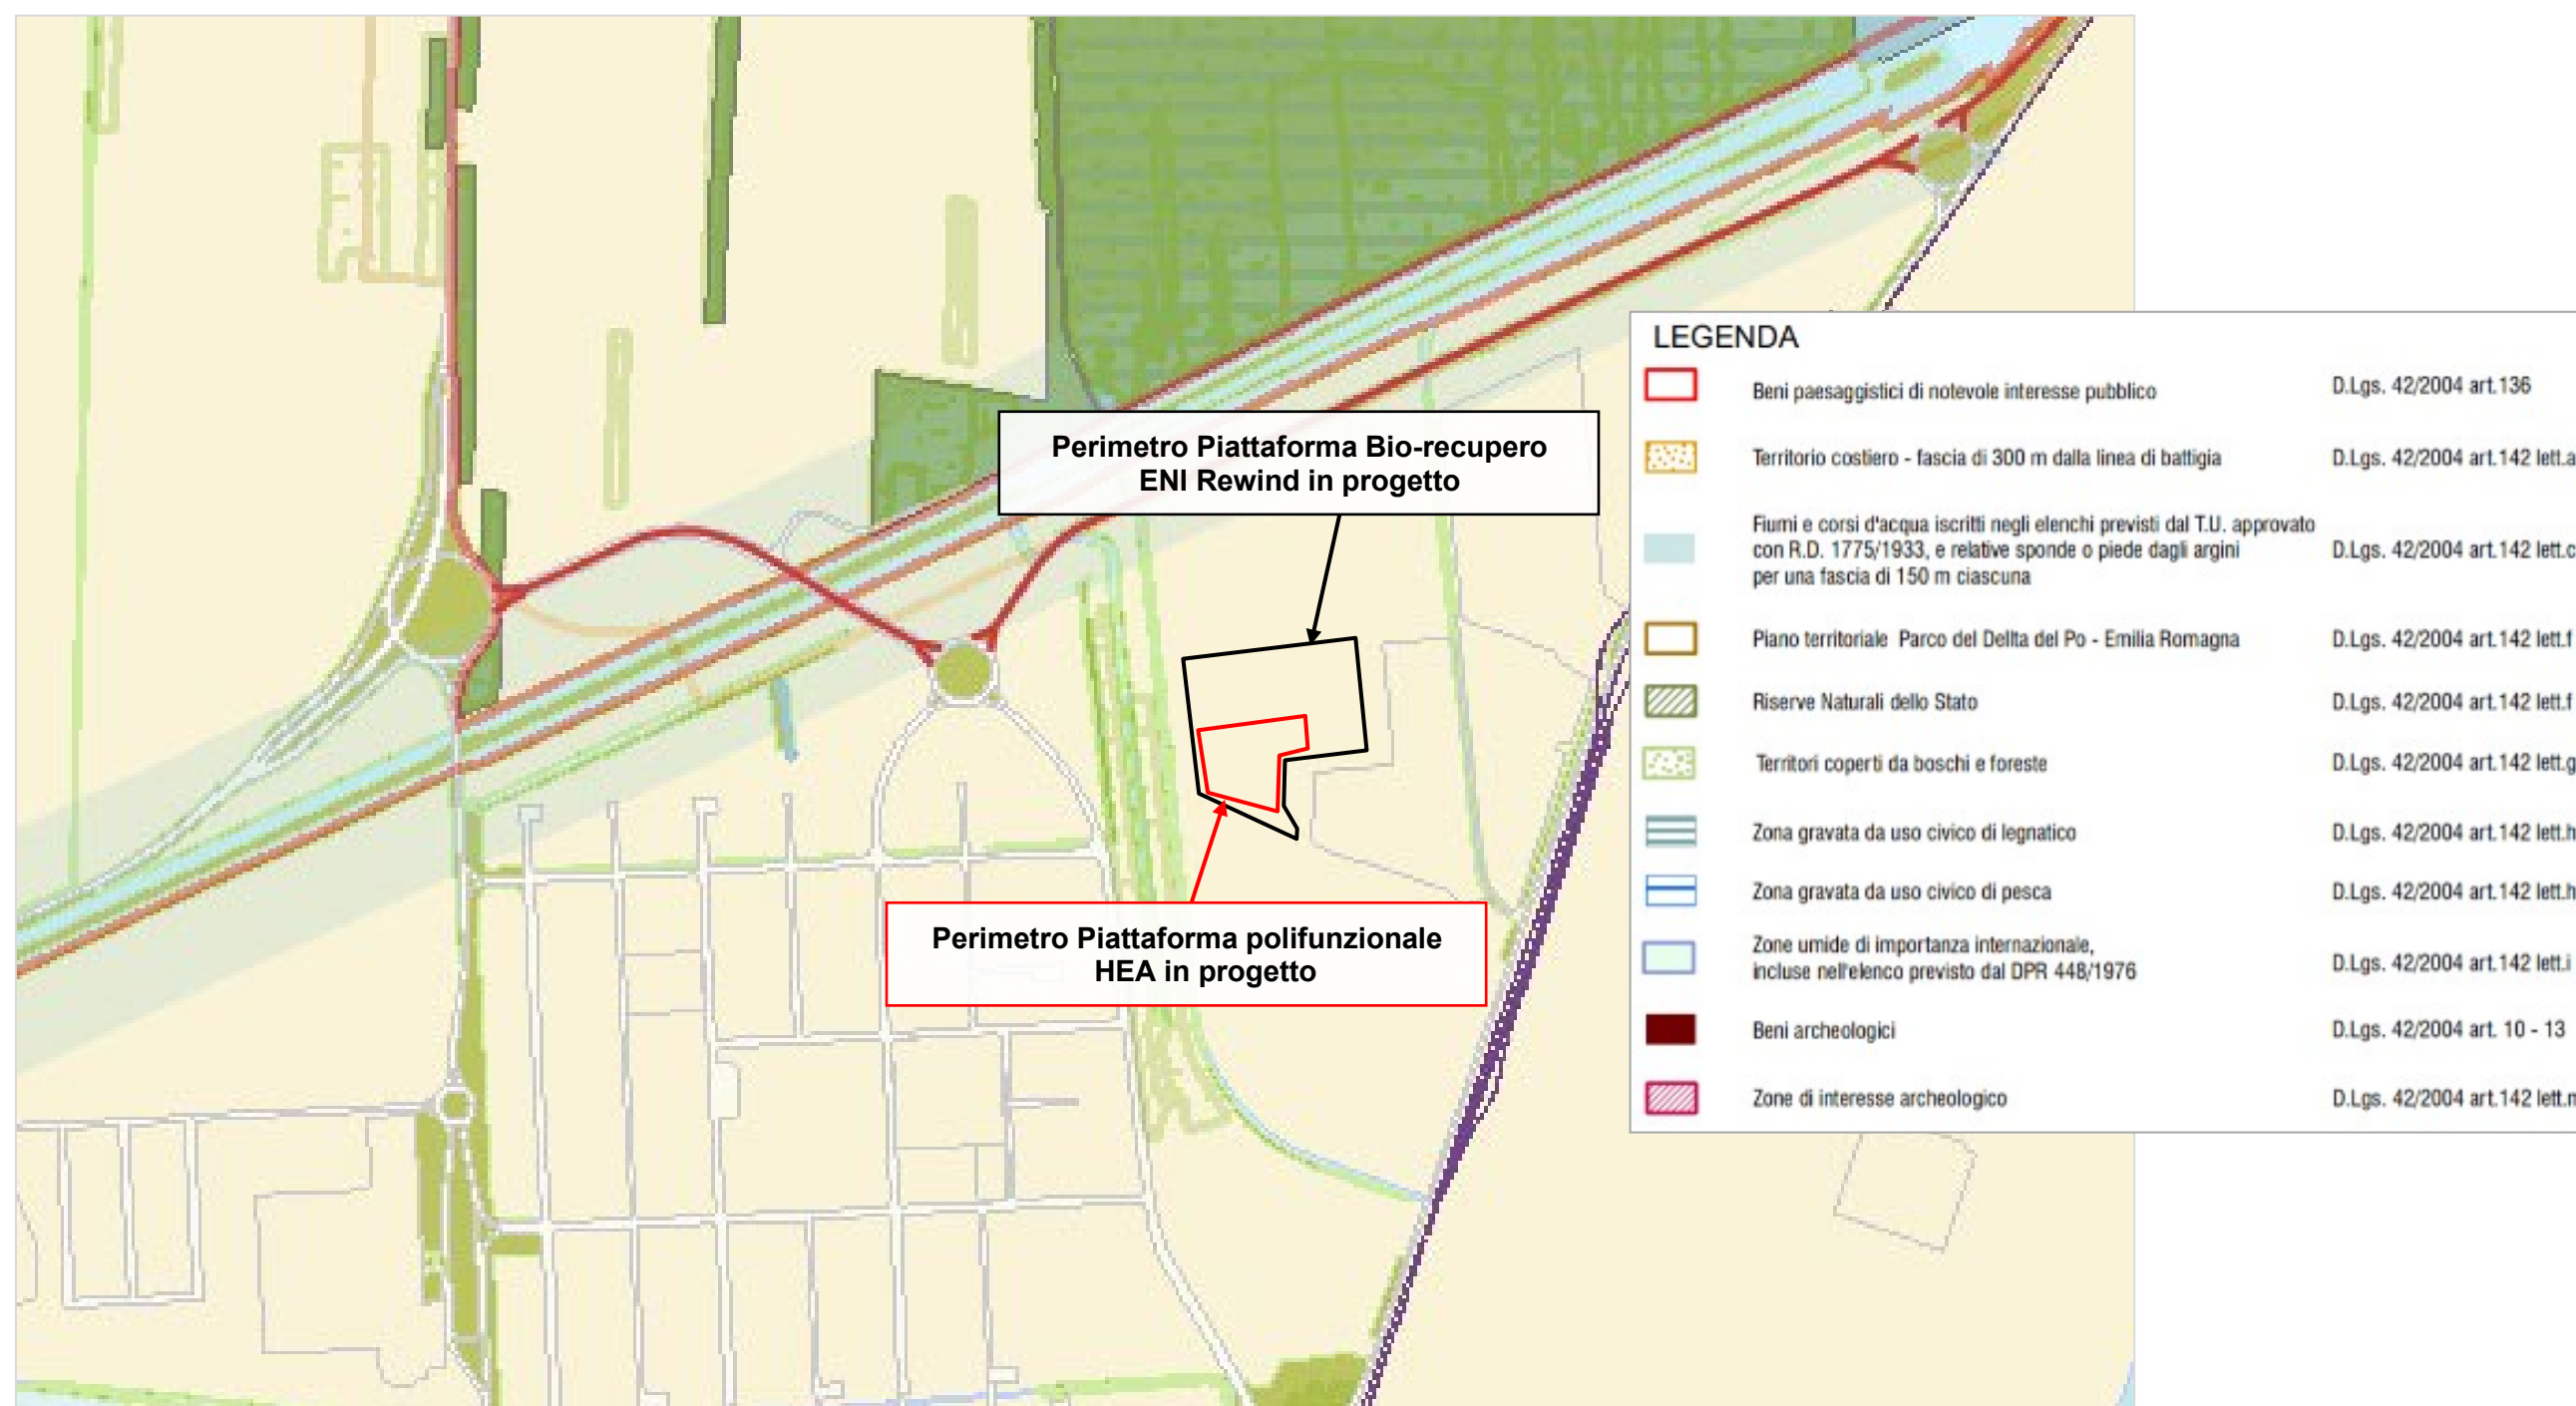 Perimetro Piattaforma Bio-recupero
ENI Rewind in progetto
Perimetro Piattaforma polifunzionale
HEA in progetto
LEGENDA
Beni paesaggistici di notevole interesse pubblico D.Lgs. 42/2004 art.136
Territorio costiero - fascia di 300 m dalla linea di battigia D.Lgs. 42/2004 art.142 lett.a
Fiumi e corsi d'acqua iscritti negli elenchi previsti dal T.U. approvato
con R.D. 1775/1933, e relative sponde o piede dagli argini D.Lgs. 42/2004 art.142 lett.c
per una fascia di 150 m ciascuna
Piano territoriale Parco del Dellta del Po - Emilia Romagna D.Lgs. 42/2004 art.142 lett.f
Riserve Naturali dello Stato D.Lgs. 42/2004 art.142 lett.f
Territori coperti da boschi e foreste D.Lgs. 42/2004 art.142 lett.g
Zona gravata da uso civico di legnatico D.Lgs. 42/2004 art.142 lett.h
Zona gravata da uso civico di pesca D.Lgs. 42/2004 art.142 lett.h
Zone umide di importanza internazionale,
incluse nell'elenco previsto dal DPR 448/1976 D.Lgs. 42/2004 art.142 lett.i
Beni archeologici D.Lgs. 42/2004 art. 10 - 13
Zone di interesse archeologico D.Lgs. 42/2004 art.142